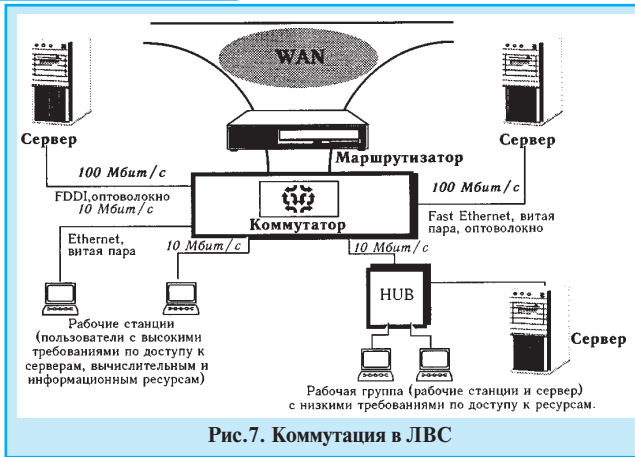 WAN
Сервер
Сервер
Маршрутизатор
100 Мбит/с
FDDI,оптоволокно
10 Мбит/с
100 Мбит/с
Fast Ethernet, витая
пара, оптоволокно
Коммутатор
Ethernet,
витая пара
10 Мбит/с
10 Мбит/с
HUB
Рабочие станции
(пользователи с высокими
требованиями по доступу к
серверам, вычислительным и
информационным ресурсам)
Сервер
Рабочая группа (рабочие станции и сервер)
с низкими требованиями по доступу к ресурсам.
Рис.7. Коммутация в ЛВС